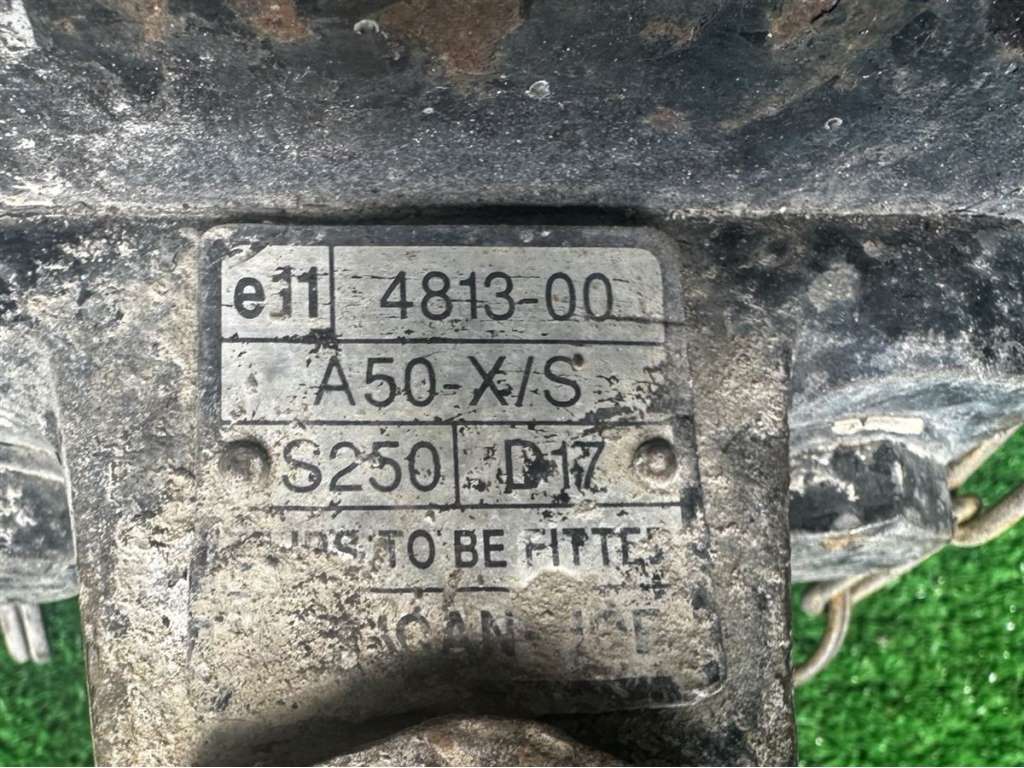 e11 4813-00
A50-X/S
S250 D17
TO BE FITTED